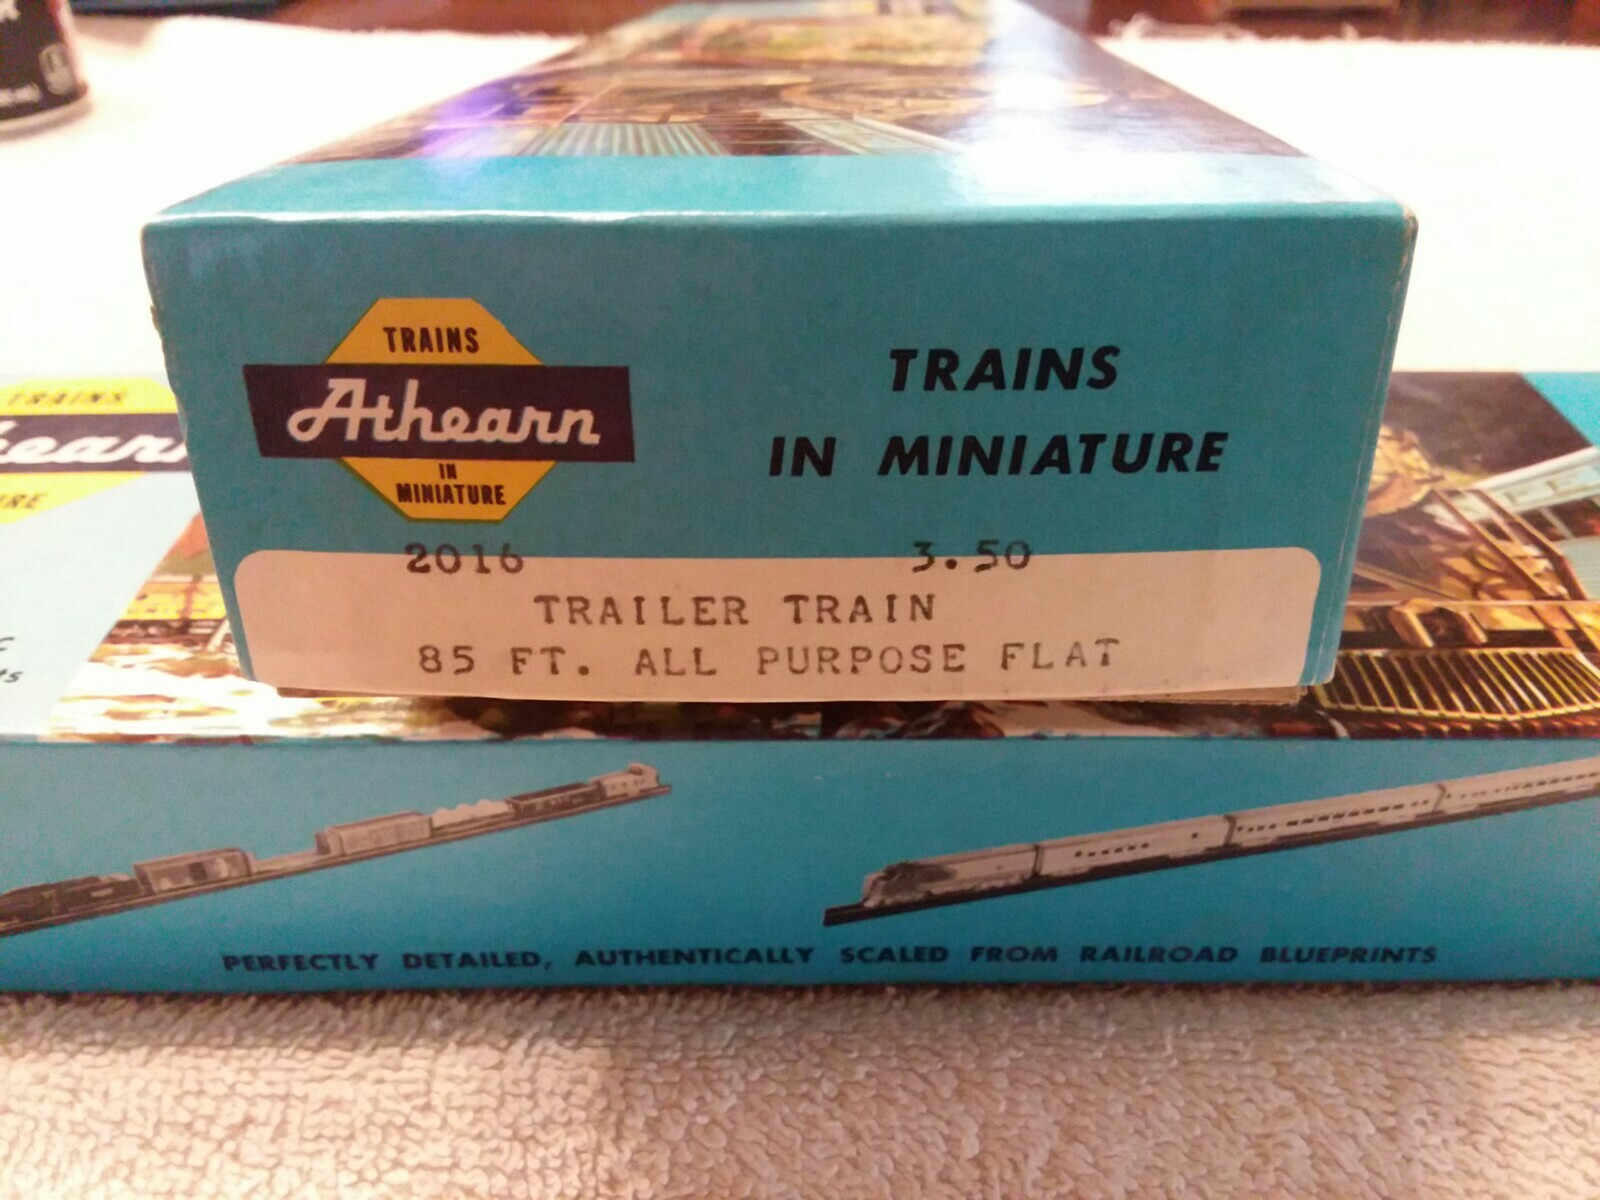 TRAINS
Athearn
IN
MINIATURE
TRAINS
IN MINIATURE
2016 3.50
TRAILER TRAIN
85 FT. ALL PURPOSE FLAT
TRAINS
PERFECTLY DETAILED, AUTHENTICALLY SCALED FROM RAILROAD BLUEPRINTS